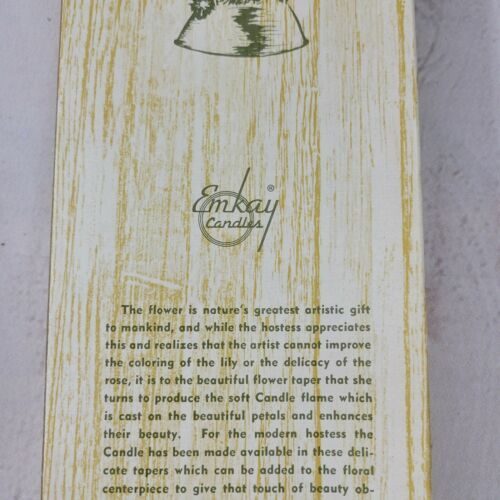 Emkay®
Candles
The flower is nature's greatest artistic gift
to mankind, and while the hostess appreciates
this and realizes that the artist cannot improve
the coloring of the lily or the delicacy of the
rose, it is to the beautiful flower taper that she
turns to produce the soft Candle flame which
is cast on the beautiful petals and enhances
their beauty. For the modern hostess the
Candle has been made available in these deli-
cate tapers which can be added to the floral
centerpiece to give that touch of beauty ob-